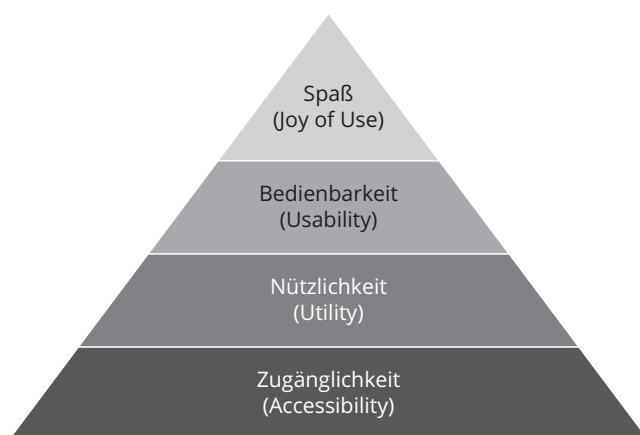 Spaß
(Joy of Use)
Bedienbarkeit
(Usability)
Nützlichkeit
(Utility)
Zugänglichkeit
(Accessibility)